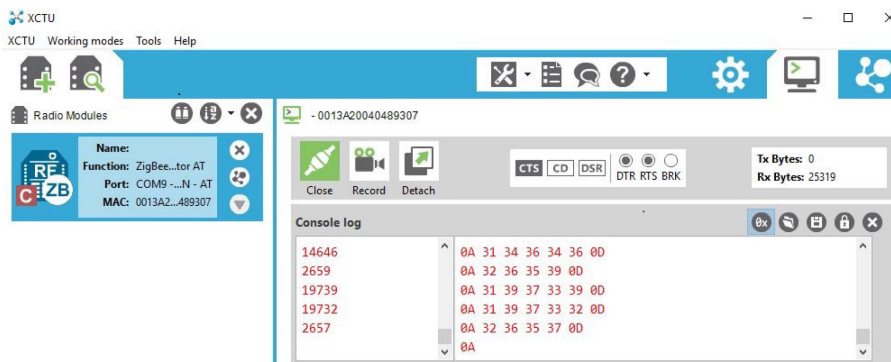 XCTU
XCTU Working modes Tools Help
Radio Modules
- 0013A20040489307
Name:
Function: ZigBee...tor AT
Port: COM9 -...N - AT
MAC: 0013A2...489307
RF
C ZB
Close Record Detach
CTS CD DSR DTR RTS BRK
Tx Bytes: 0
Rx Bytes: 25319
Console log
0x
14646 0A 31 34 36 34 36 0D
2659 0A 32 36 35 39 0D
19739 0A 31 39 37 33 39 0D
19732 0A 31 39 37 33 32 0D
2657 0A 32 36 35 37 0D
0A